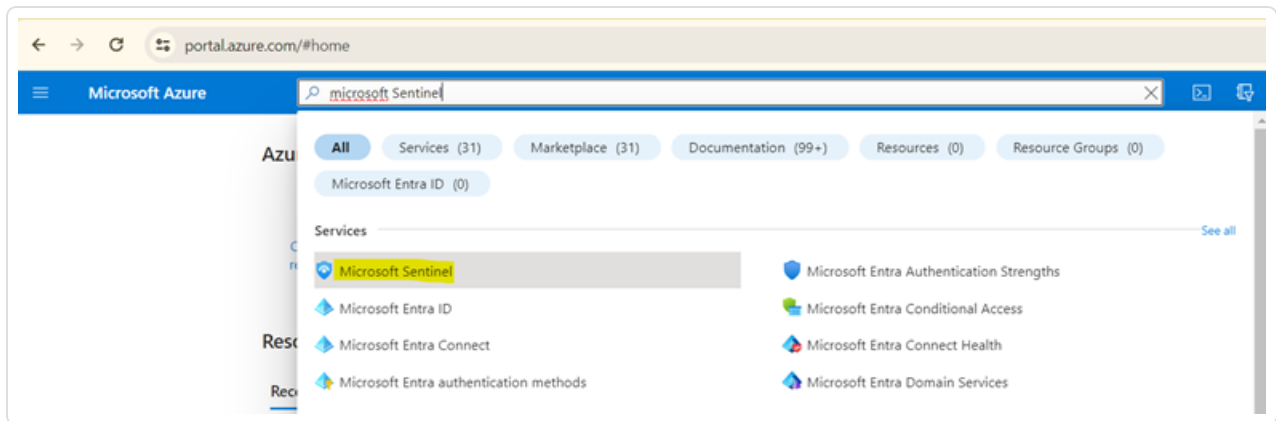 portal.azure.com/#home
Microsoft Azure
microsoft Sentinel
Azu
All
Services (31)
Marketplace (31)
Documentation (99+)
Resources (0)
Resource Groups (0)
Microsoft Entra ID (0)
Services
See all
Microsoft Sentinel
Microsoft Entra Authentication Strengths
Microsoft Entra ID
Microsoft Entra Conditional Access
Reso
Microsoft Entra Connect
Microsoft Entra Connect Health
Microsoft Entra authentication methods
Microsoft Entra Domain Services